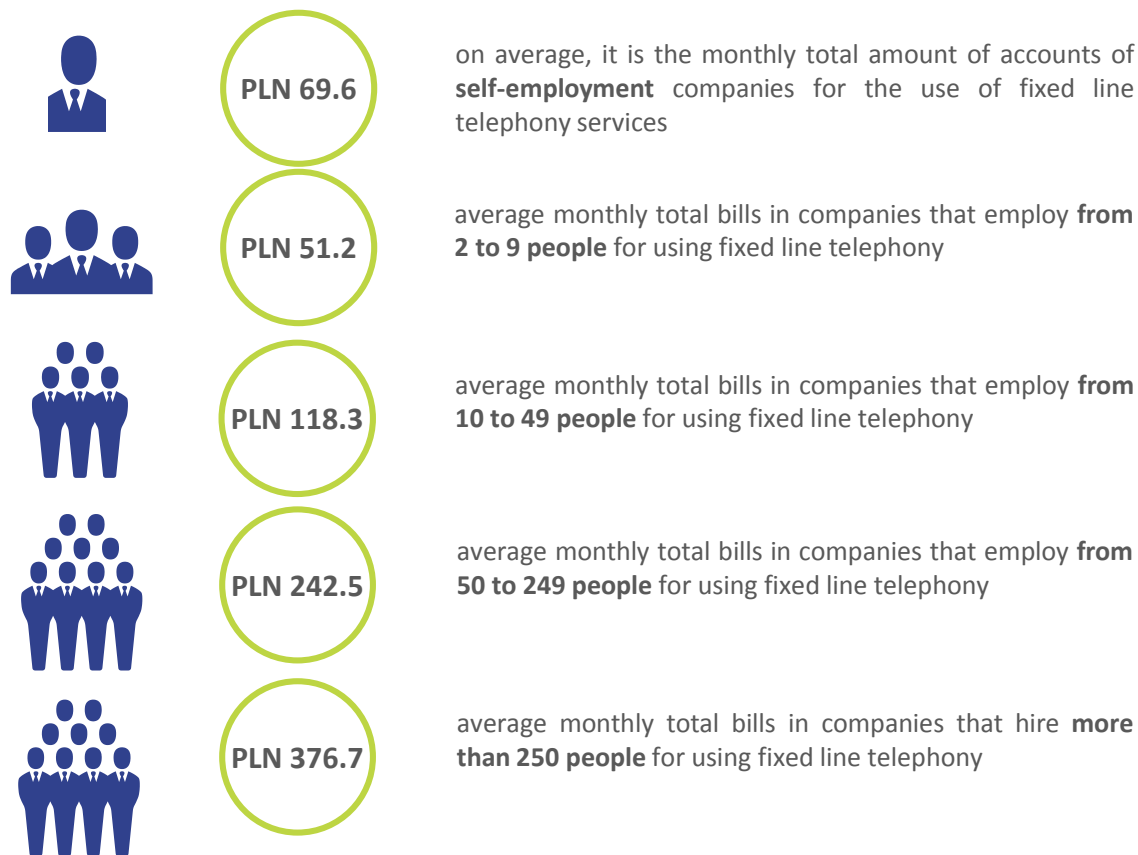 PLN 69.6
on average, it is the monthly total amount of accounts of
self-employment companies for the use of fixed line
telephony services
PLN 51.2
average monthly total bills in companies that employ from
2 to 9 people for using fixed line telephony
PLN 118.3
average monthly total bills in companies that employ from
10 to 49 people for using fixed line telephony
PLN 242.5
average monthly total bills in companies that employ from
50 to 249 people for using fixed line telephony
PLN 376.7
average monthly total bills in companies that hire more
than 250 people for using fixed line telephony